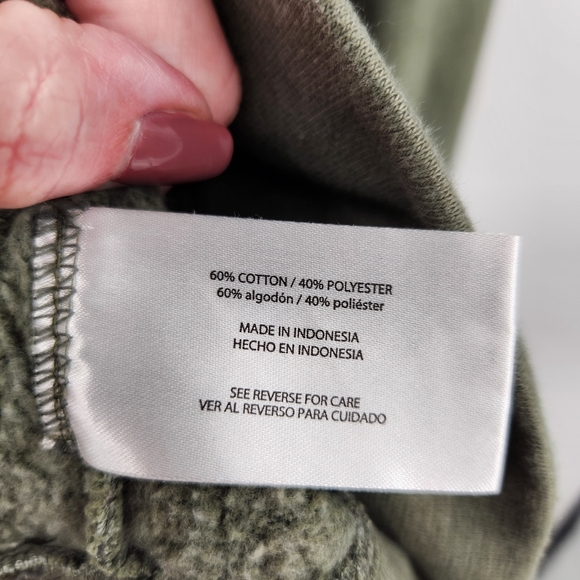 60% COTTON / 40% POLYESTER
60% algodón / 40% poliéster
MADE IN INDONESIA
HECHO EN INDONESIA
SEE REVERSE FOR CARE
VER AL REVERSO PARA CUIDADO